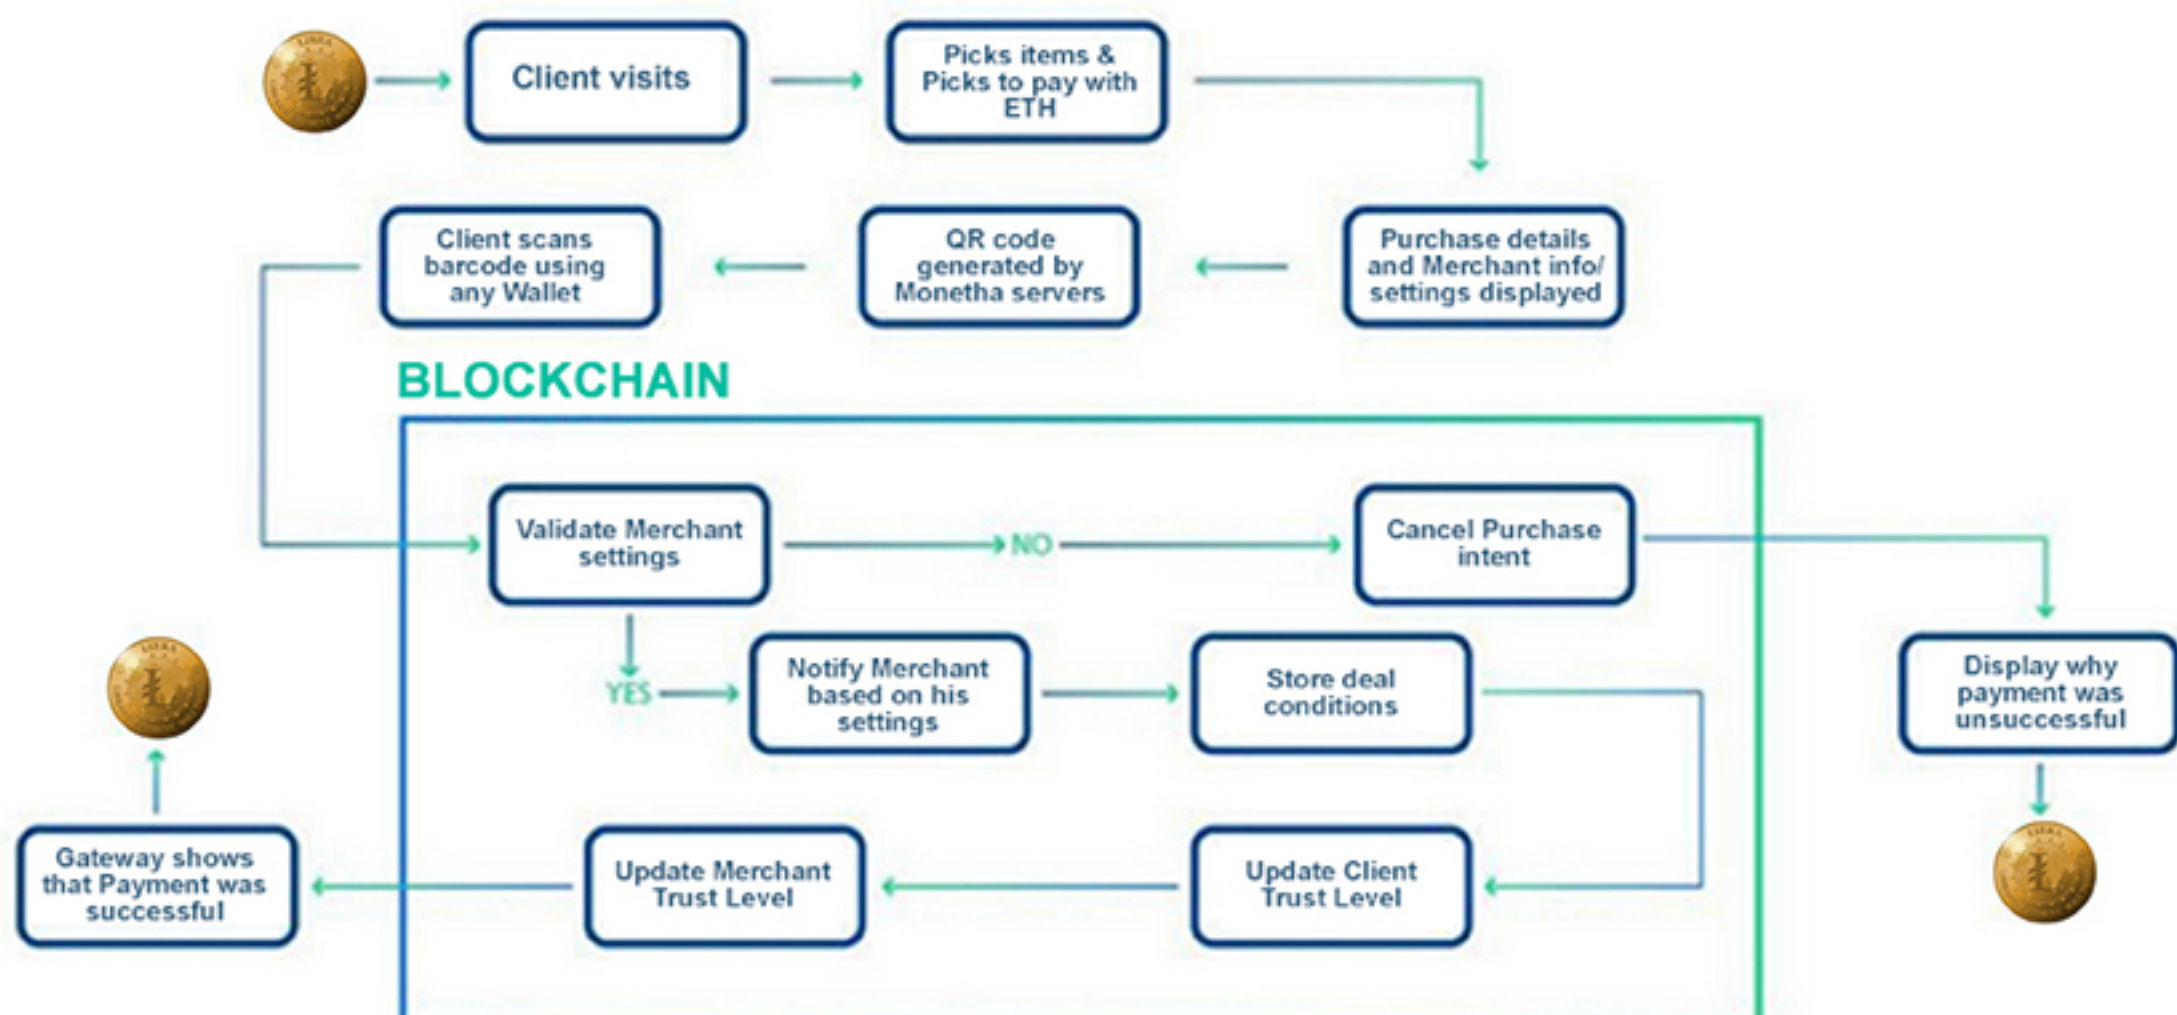 Client visits
Picks items &
Picks to pay with
ETH
Client scans
barcode using
any Wallet
QR code
generated by
Monetha servers
Purchase details
and Merchant info/
settings displayed
BLOCKCHAIN
Validate Merchant
settings
NO
Cancel Purchase
intent
YES
Notify Merchant
based on his
settings
Store deal
conditions
Display why
payment was
unsuccessful
Gateway shows
that Payment was
successful
Update Merchant
Trust Level
Update Client
Trust Level